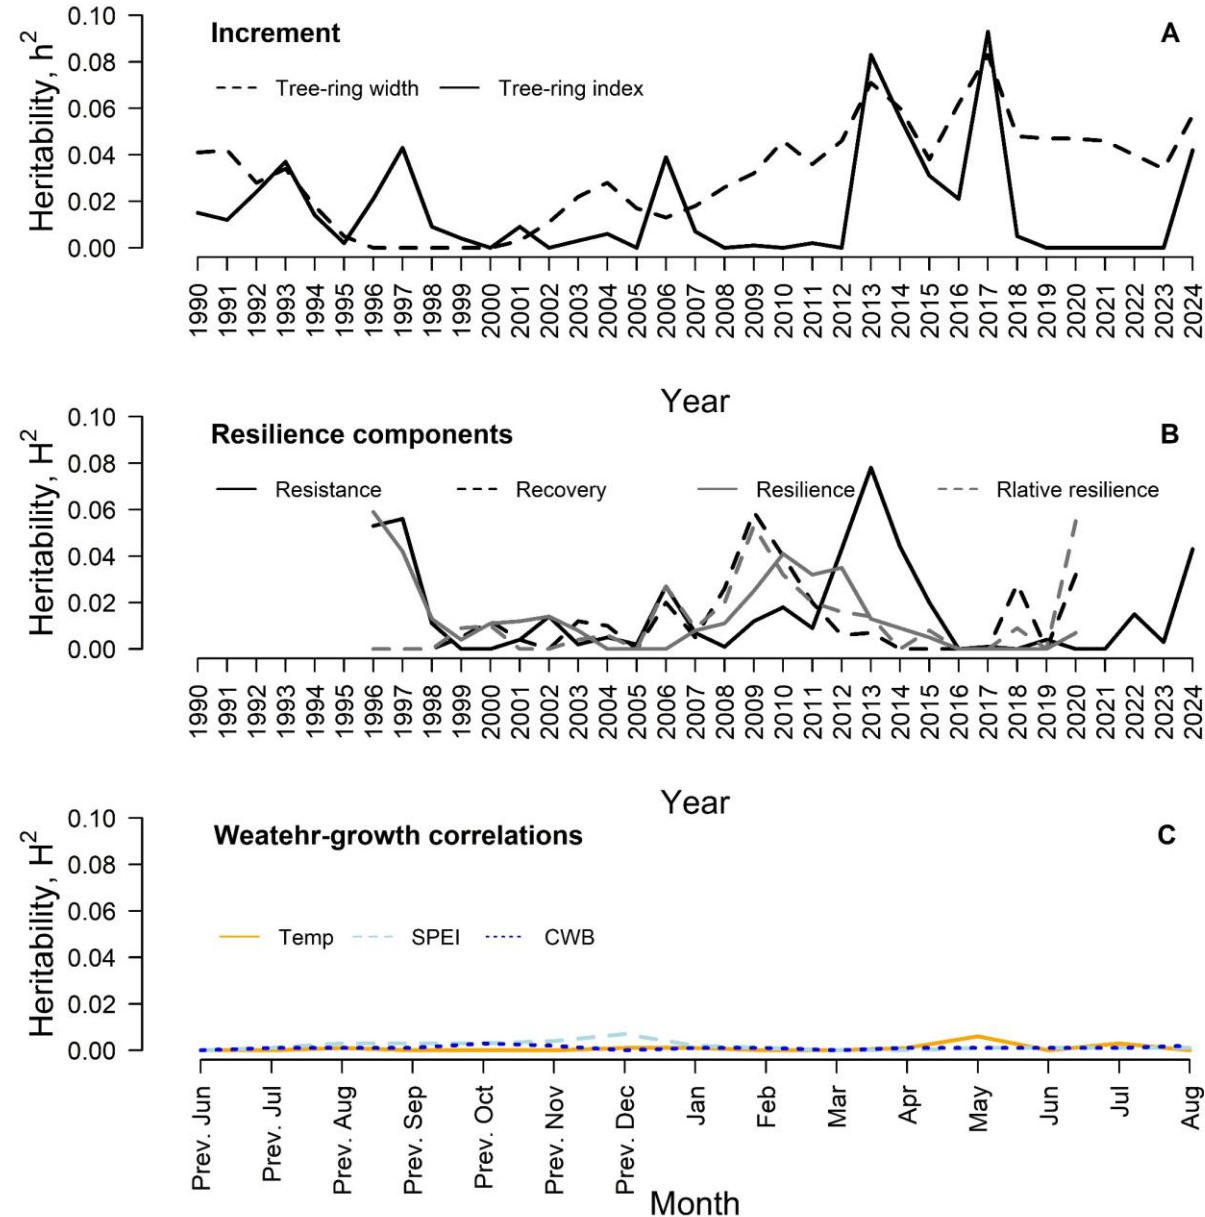 Increment
A
Tree-ring width
Tree-ring index
Heritability, h²
0.10
0.08
0.06
0.04
0.02
0.00
1990
1991
1992
1993
1994
1995
1996
1997
1998
1999
2000
2001
2002
2003
2004
2005
2006
2007
2008
2009
2010
2011
2012
2013
2014
2015
2016
2017
2018
2019
2020
2021
2022
2023
2024
Year
Resilience components
B
Resistance
Recovery
Resilience
Rlative resilience
Heritability, H²
0.10
0.08
0.06
0.04
0.02
0.00
1990
1991
1992
1993
1994
1995
1996
1997
1998
1999
2000
2001
2002
2003
2004
2005
2006
2007
2008
2009
2010
2011
2012
2013
2014
2015
2016
2017
2018
2019
2020
2021
2022
2023
2024
Year
Weatehr-growth correlations
C
Temp
SPEI
CWB
Heritability, H²
0.10
0.08
0.06
0.04
0.02
0.00
Prev. Jun
Prev. Jul
Prev. Aug
Prev. Sep
Prev. Oct
Prev. Nov
Prev. Dec
Jan
Feb
Mar
Apr
May
Jun
Jul
Aug
Month